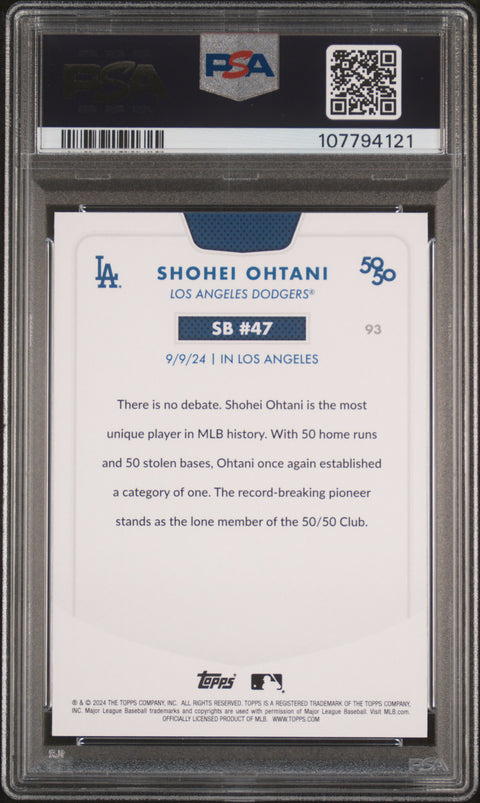 PSA
PSA
107794121
LA
SHOHEI OHTANI
50
50
LOS ANGELES DODGERS®
SB #47
93
9/9/24 | IN LOS ANGELES
There is no debate. Shohei Ohtani is the most
unique player in MLB history. With 50 home runs
and 50 stolen bases, Ohtani once again established
a category of one. The record-breaking pioneer
stands as the lone member of the 50/50 Club.
Topps
® & © 2024 THE TOPPS COMPANY, INC. ALL RIGHTS RESERVED. TOPPS IS A REGISTERED TRADEMARK OF THE TOPPS COMPANY,
INC. Major League Baseball trademarks and copyrights are used with permission of Major League Baseball. Visit MLB.com.
OFFICIALLY LICENSED PRODUCT OF MLB. WWW.TOPPS.COM
PSA